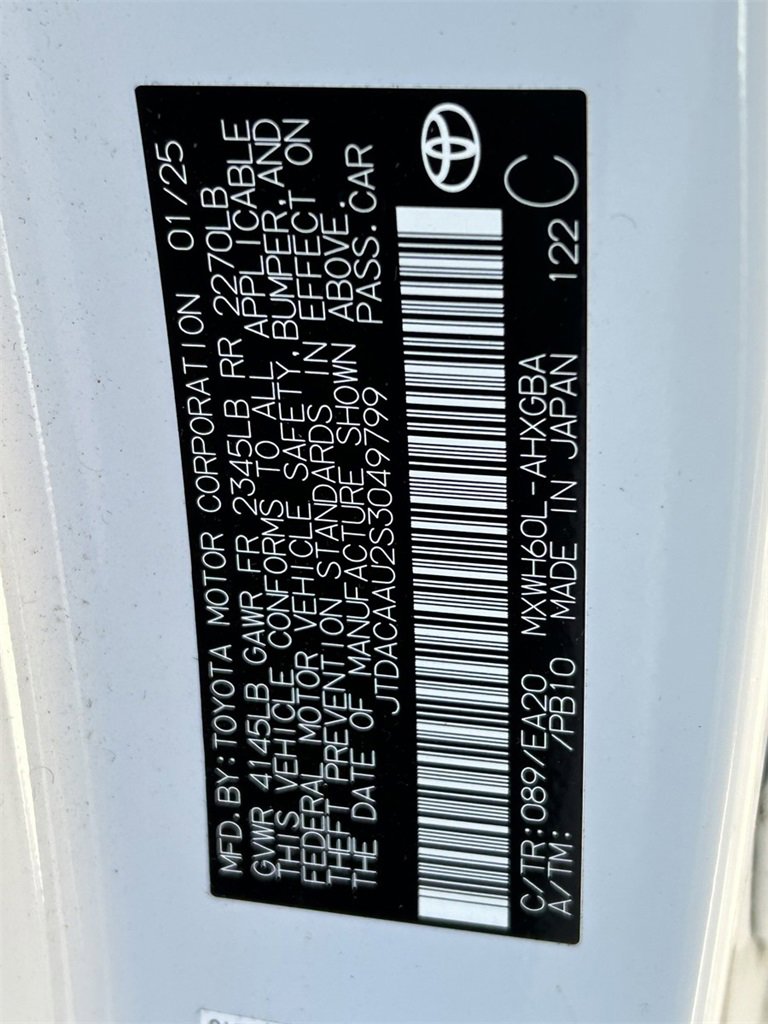 MFD. BY: TOYOTA MOTOR CORPORATION 01/25
GVWR 4145LB GAWR FR 2345LB RR 2270LB
THIS VEHICLE CONFORMS TO ALL APPLICABLE
FEDERAL MOTOR VEHICLE SAFETY, BUMPER, AND
THEFT PREVENTION STANDARDS IN EFFECT ON
THE DATE OF MANUFACTURE SHOWN ABOVE.
JTDACAAU2S3049799 PASS. CAR
C/TR: 089/EA20 MXWH60L-AHXGBA 122 C
A/TM: /PB10 MADE IN JAPAN